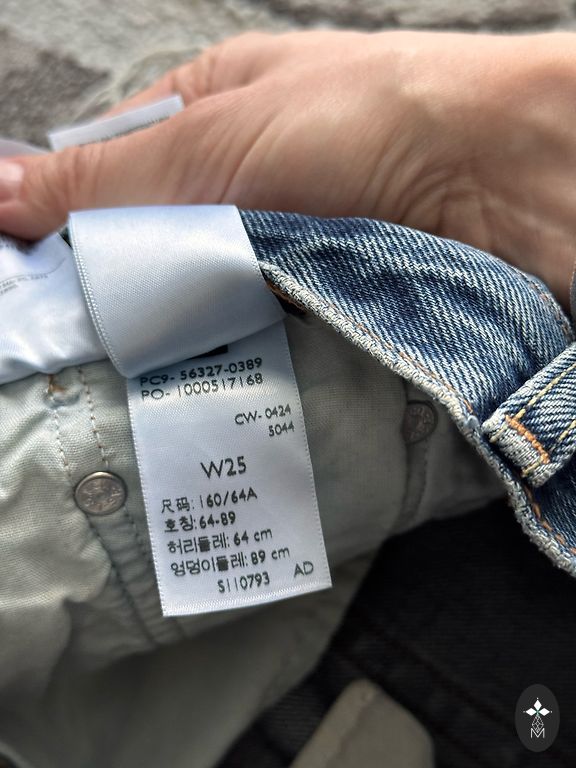 PC9- 56327-0389
PO- 1000517168
CW- 0424
5044
W25
尺码: 160/64A
호칭: 64-89
허리둘레: 64 cm
엉덩이둘레: 89 cm
S110793 AD
M